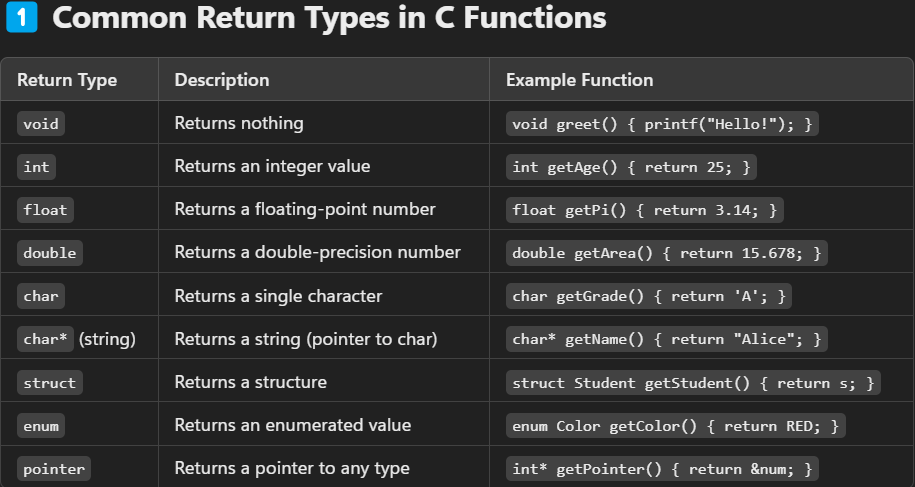 1 Common Return Types in C Functions
Return Type Description Example Function
void Returns nothing void greet() { printf("Hello!"); }
int Returns an integer value int getAge() { return 25; }
float Returns a floating-point number float getPi() { return 3.14; }
double Returns a double-precision number double getArea() { return 15.678; }
char Returns a single character char getGrade() { return 'A'; }
char* (string) Returns a string (pointer to char) char* getName() { return "Alice"; }
struct Returns a structure struct Student getStudent() { return s; }
enum Returns an enumerated value enum Color getColor() { return RED; }
pointer Returns a pointer to any type int* getPointer() { return &num; }